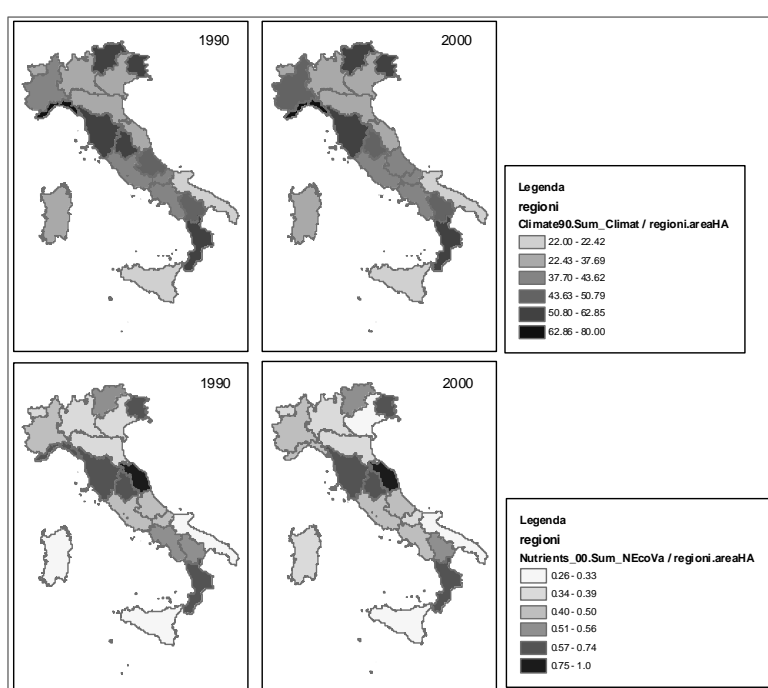 1990
2000
Legenda
regioni
Climate90.Sum_Climat / regioni.areaHA
22.00 - 22.42
22.43 - 37.69
37.70 - 43.62
43.63 - 50.79
50.80 - 62.85
62.86 - 80.00
1990
2000
Legenda
regioni
Nutrients_00.Sum_NEcoVa / regioni.areaHA
0.26 - 0.33
0.34 - 0.39
0.40 - 0.50
0.51 - 0.56
0.57 - 0.74
0.75 - 1.0